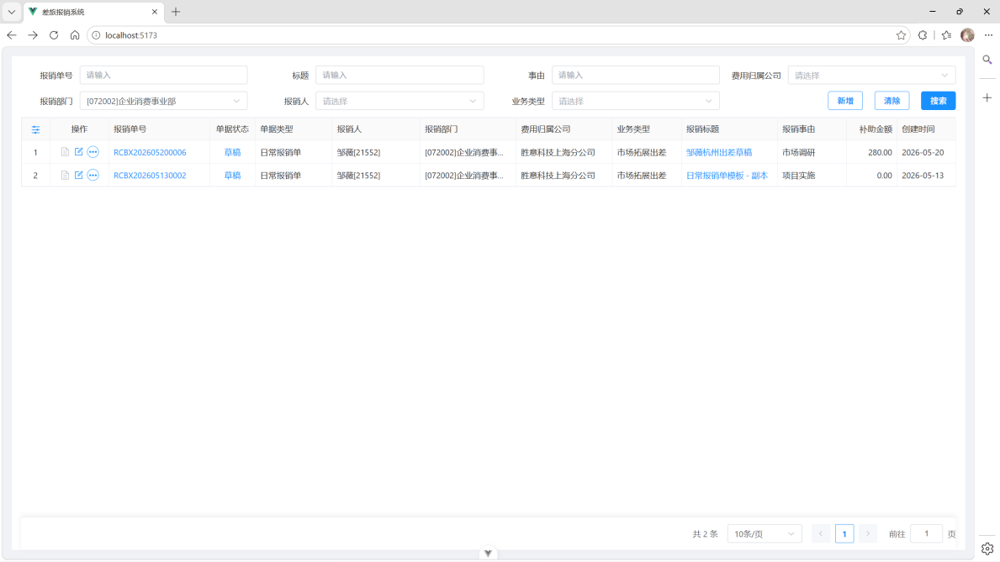 差旅报销系统
localhost:5173
报销单号 请输入 标题 请输入 事由 请输入 费用归属公司 请选择
报销部门 [072002]企业消费事业部 报销人 请选择 业务类型 请选择 新增 清除 搜索
操作 报销单号 单据状态 单据类型 报销人 报销部门 费用归属公司 业务类型 报销标题 报销事由 补助金额 创建时间
1 RCBX202605200006 草稿 日常报销单 邹薇[21552] [072002]企业消费事... 胜意科技上海分公司 市场拓展出差 邹薇杭州出差草稿 市场调研 280.00 2026-05-20
2 RCBX202605130002 草稿 日常报销单 邹薇[21552] [072002]企业消费事... 胜意科技上海分公司 市场拓展出差 日常报销单模板 - 副本 项目实施 0.00 2026-05-13
共 2 条 10条/页 1 前往 1 页